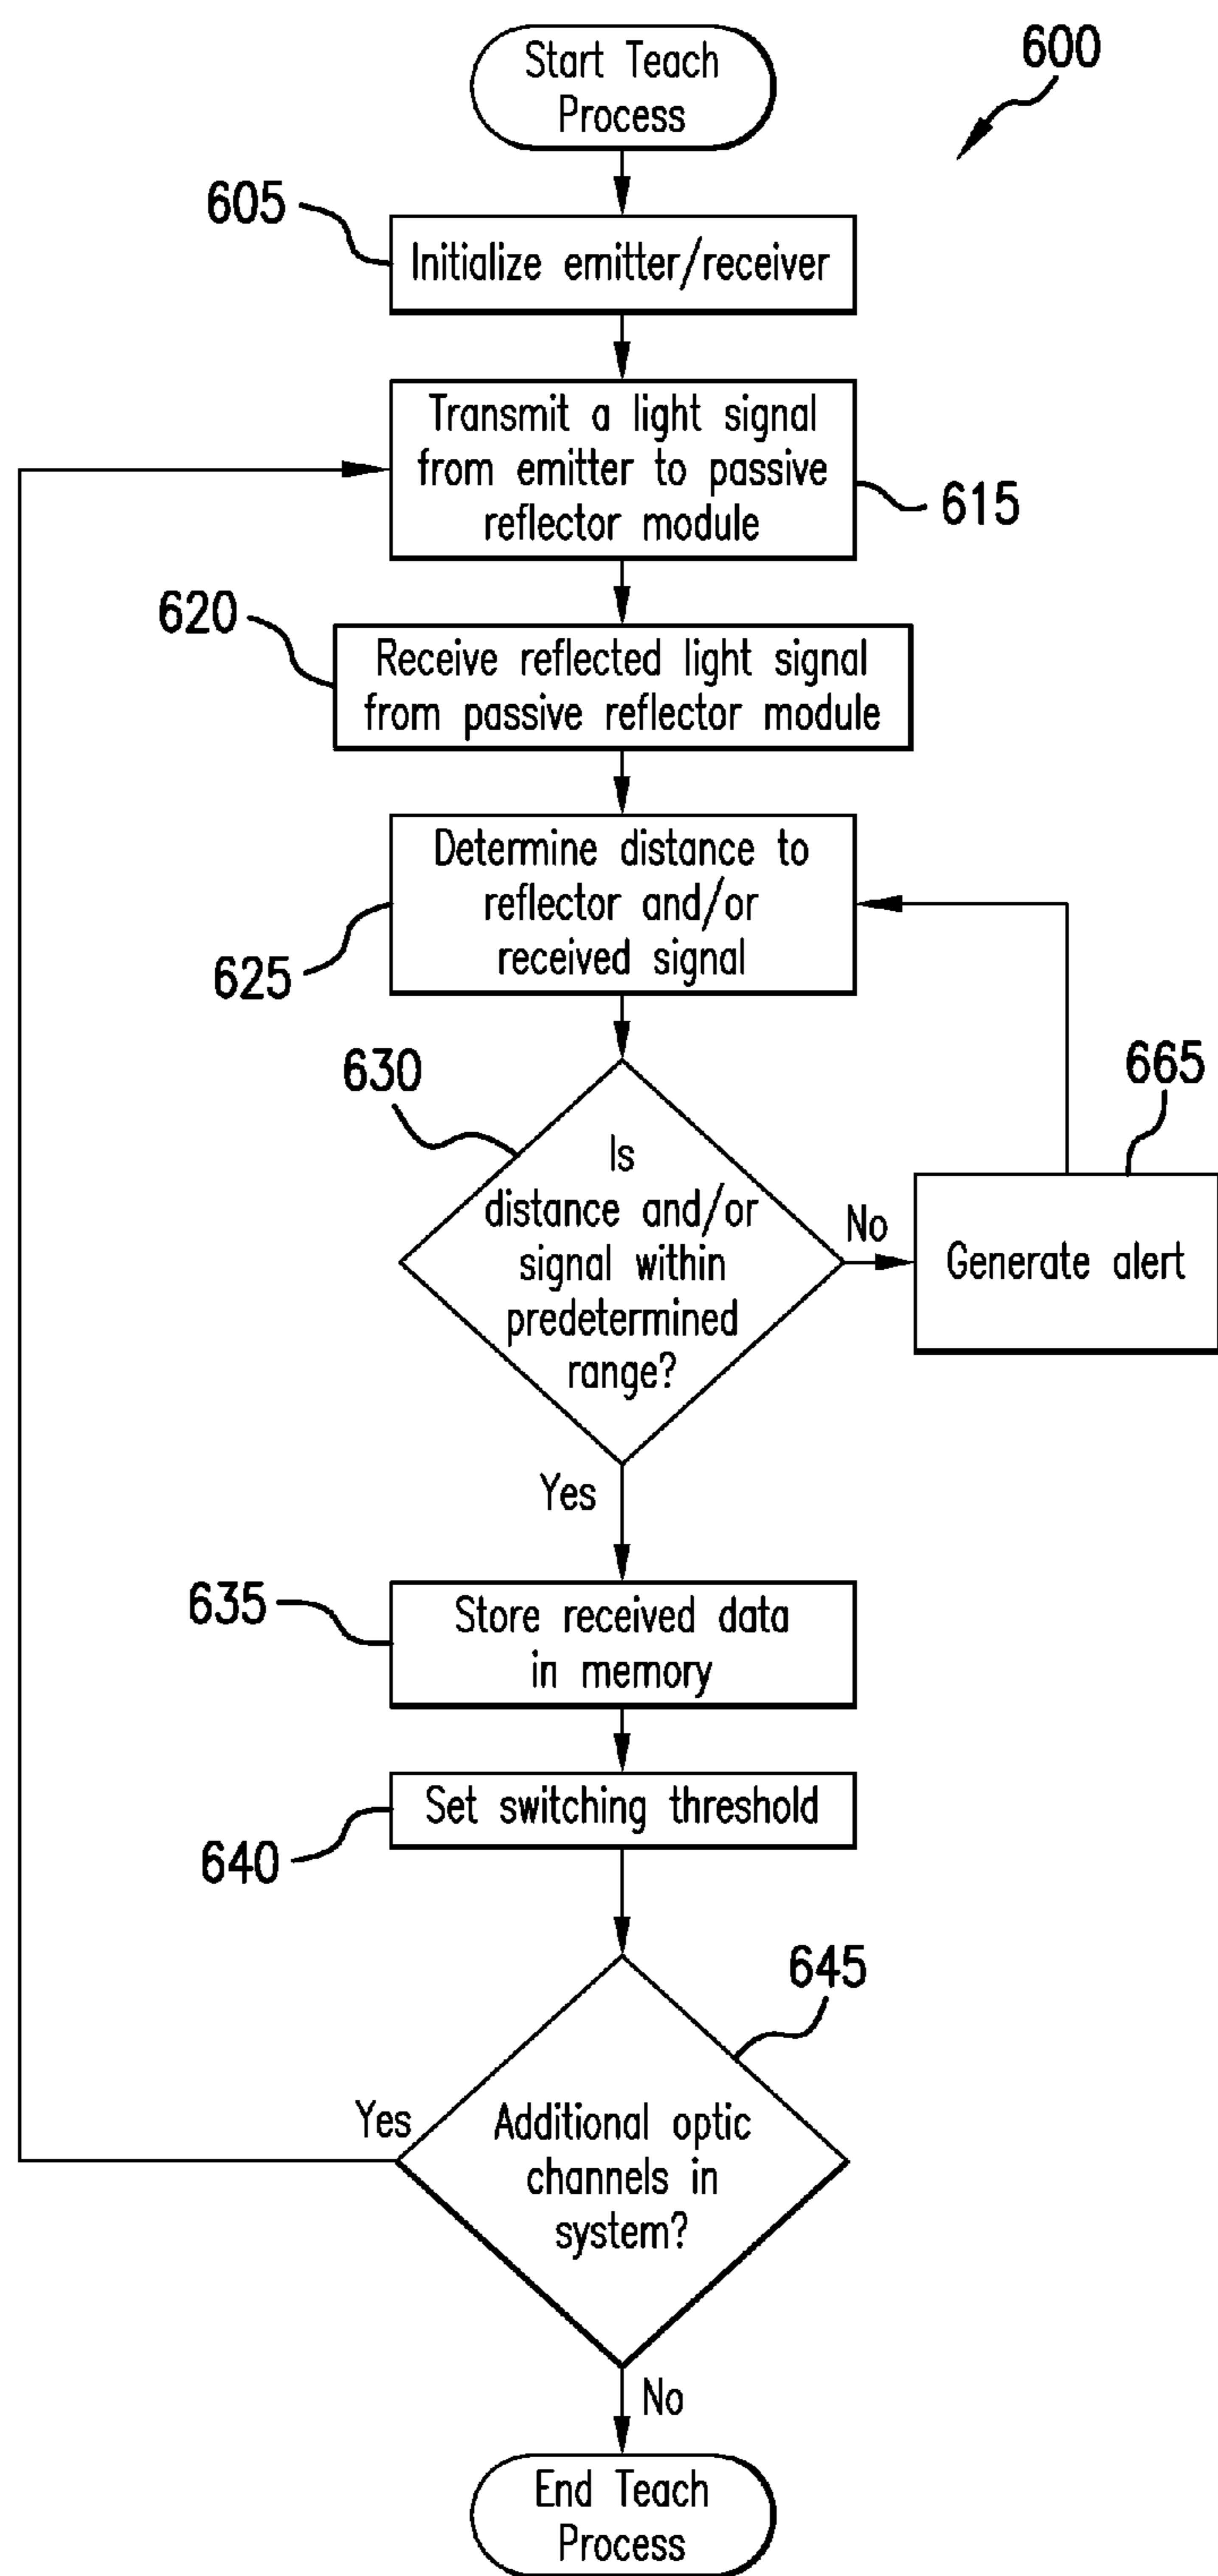 Start Teach
Process
600
605
Initialize emitter/receiver
Transmit a light signal
from emitter to passive
reflector module
615
620
Receive reflected light signal
from passive reflector module
Determine distance to
reflector and/or
received signal
625
630
Is
distance and/or
signal within
predetermined
range?
No
665
Generate alert
Yes
635
Store received data
in memory
Set switching threshold
640
645
Additional optic
channels in
system?
Yes
No
End Teach
Process